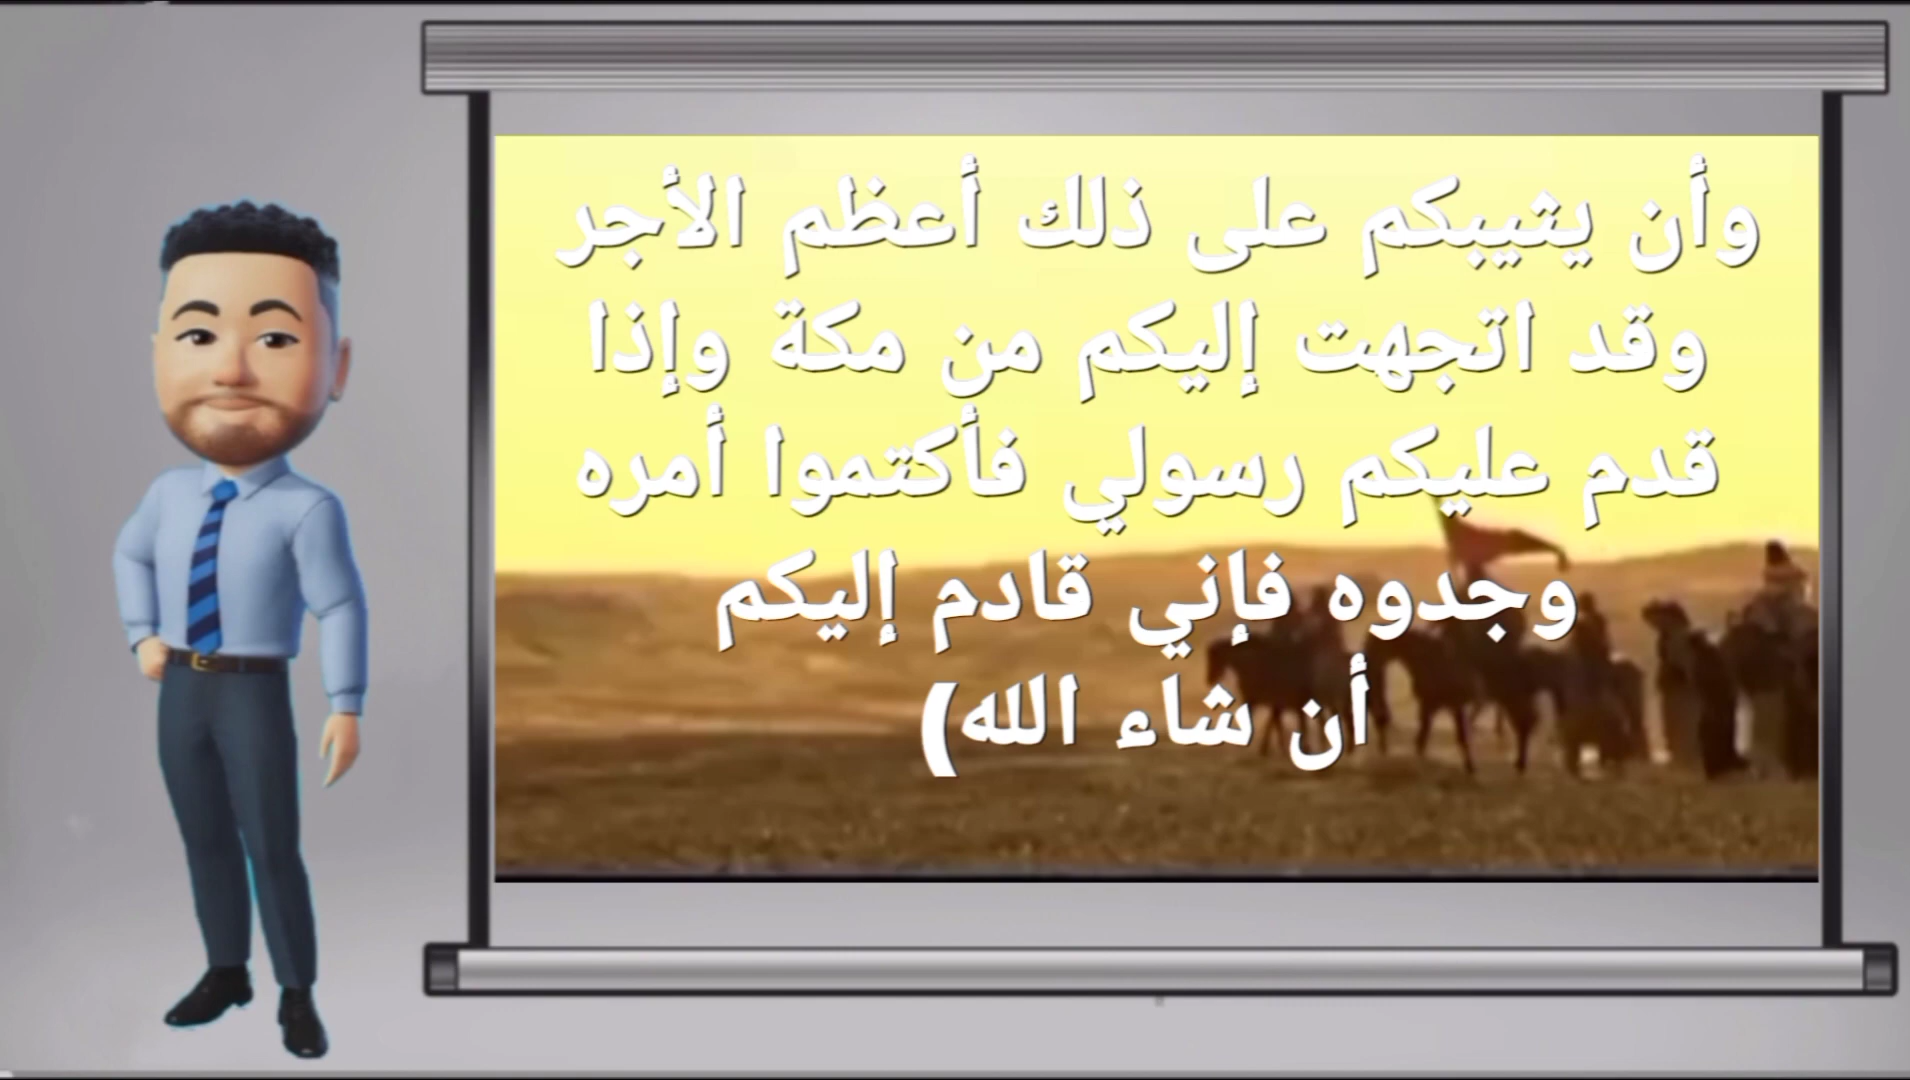 وأن يثيبكم على ذلك أعظم الأجر
وقد اتجهت إليكم من مكة وإذا
قدم عليكم رسولي فأكتموا أمره
وجدوه فإني قادم إليكم
أن شاء الله)